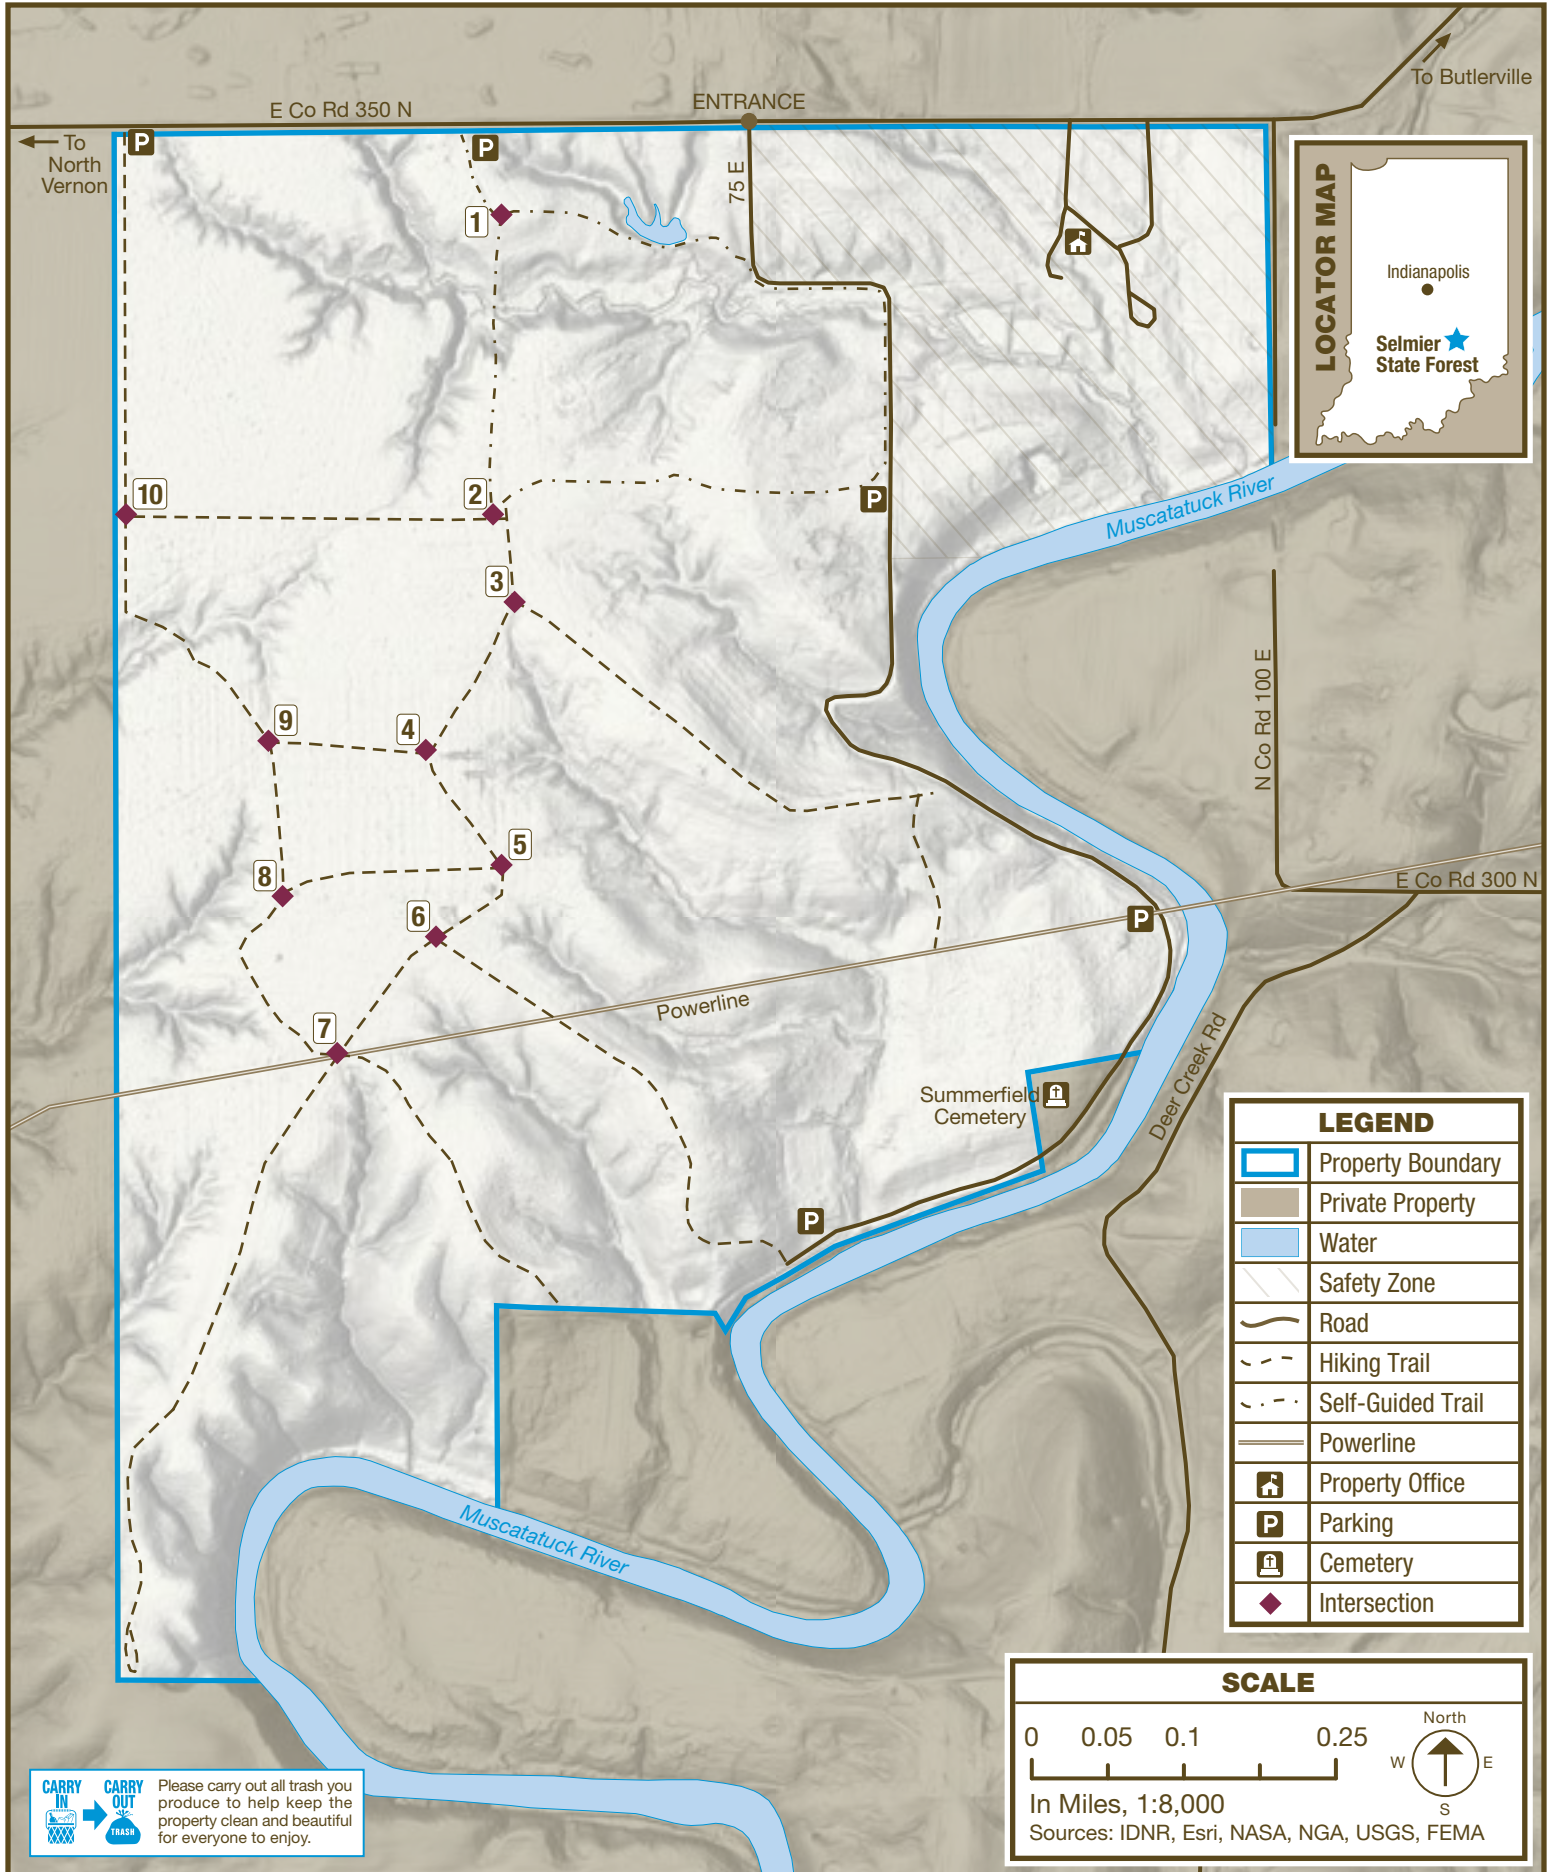 To Butlerville
E Co Rd 350 N
ENTRANCE
To
North
Vernon
P
P
75 E
1
LOCATOR MAP
Indianapolis
Selmier
State Forest
10
2
P
Muscatatuck River
3
N Co Rd 100 E
9
4
5
8
E Co Rd 300 N
6
P
Powerline
7
Deer Creek Rd
Summerfield
Cemetery
P
LEGEND
Property Boundary
Private Property
Water
Safety Zone
Road
Hiking Trail
Self-Guided Trail
Powerline
Property Office
P
Parking
Cemetery
Intersection
Muscatatuck River
SCALE
0 0.05 0.1 0.25
In Miles, 1:8,000
Sources: IDNR, Esri, NASA, NGA, USGS, FEMA
North
W
E
S
CARRY
IN
CARRY
OUT
TRASH
Please carry out all trash you
produce to help keep the
property clean and beautiful
for everyone to enjoy.